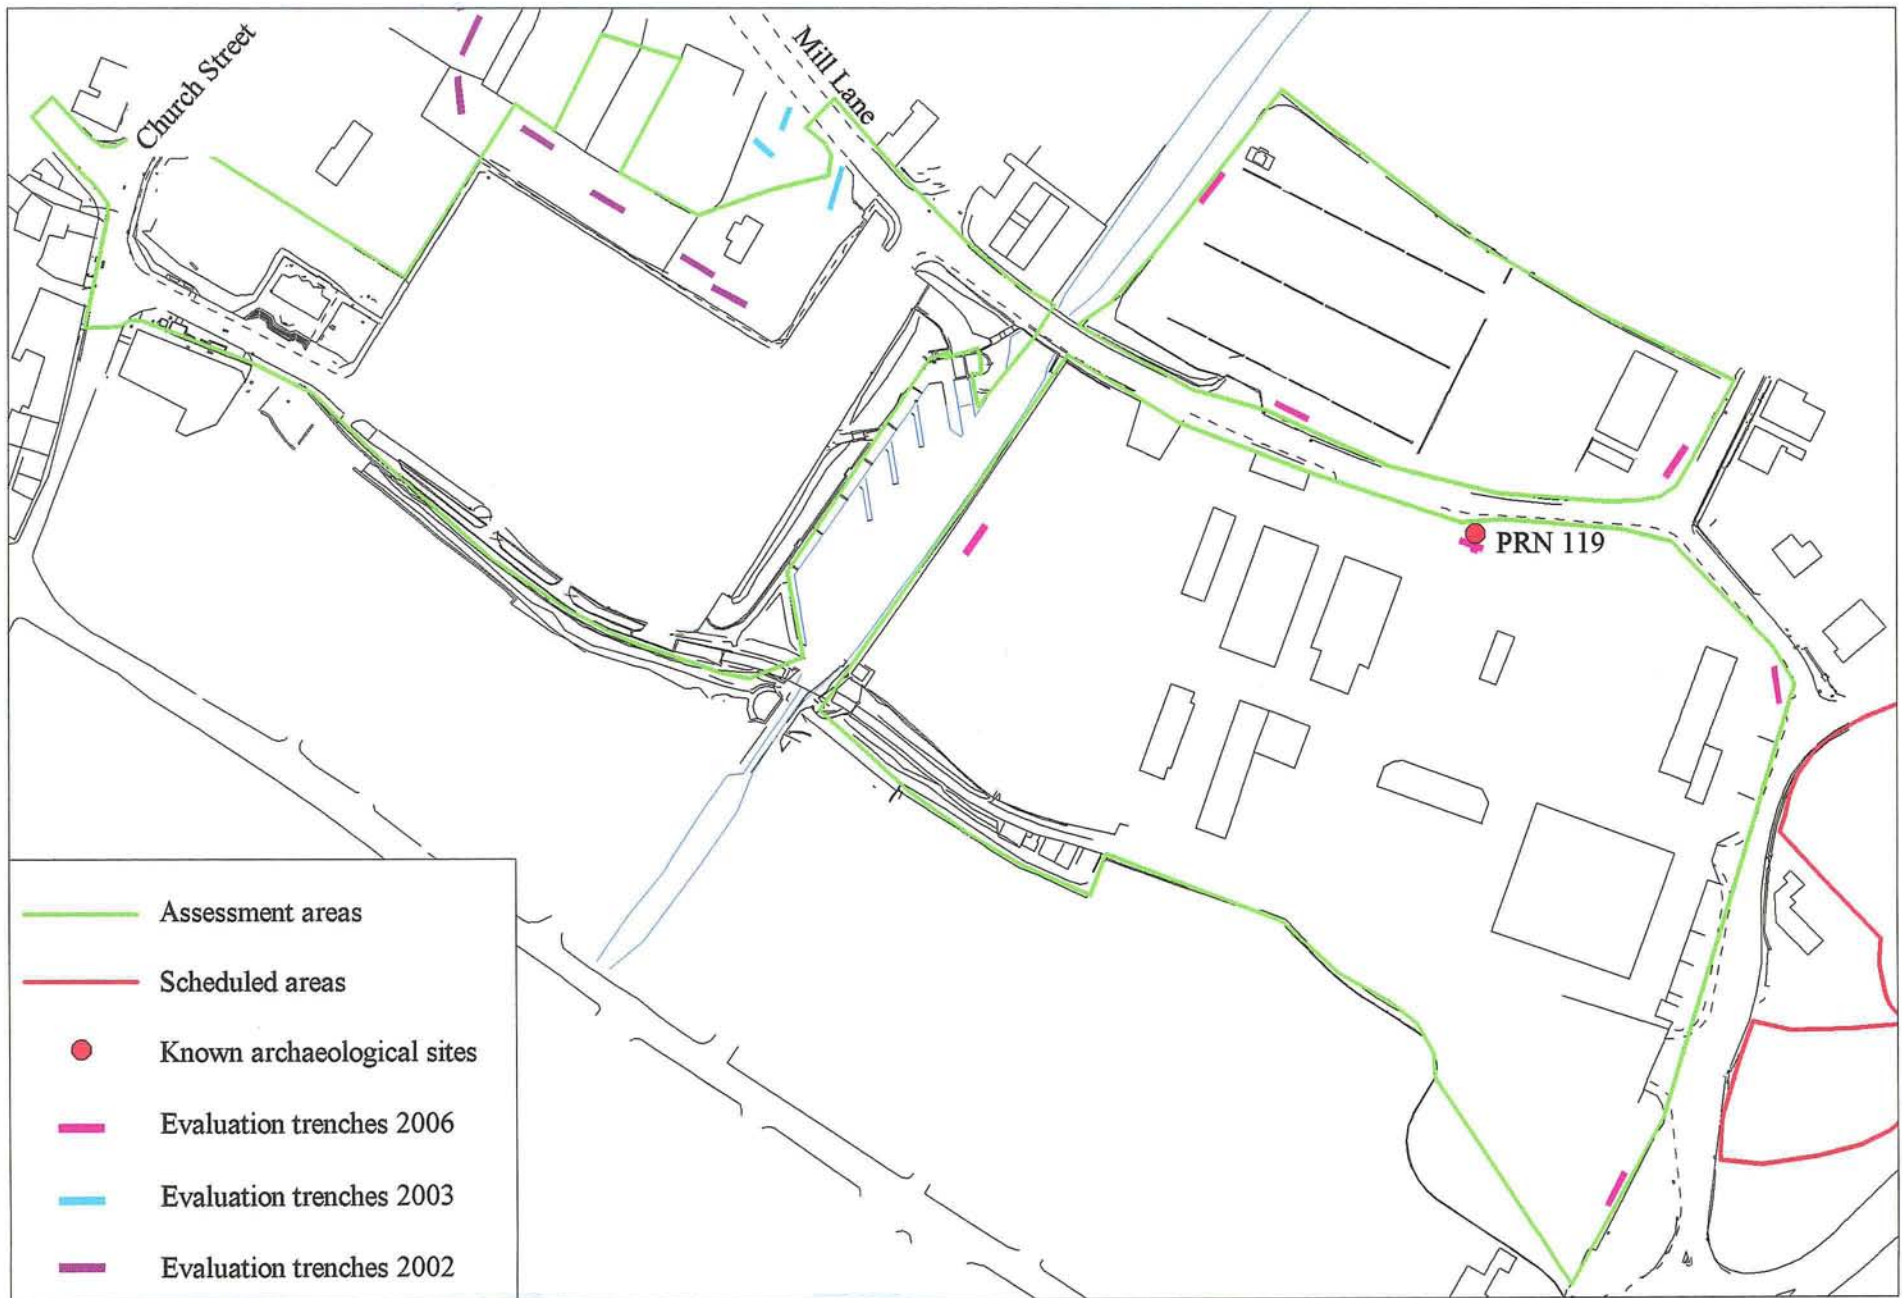 Church Street
Mill Lane
PRN 119
Assessment areas
Scheduled areas
Known archaeological sites
Evaluation trenches 2006
Evaluation trenches 2003
Evaluation trenches 2002